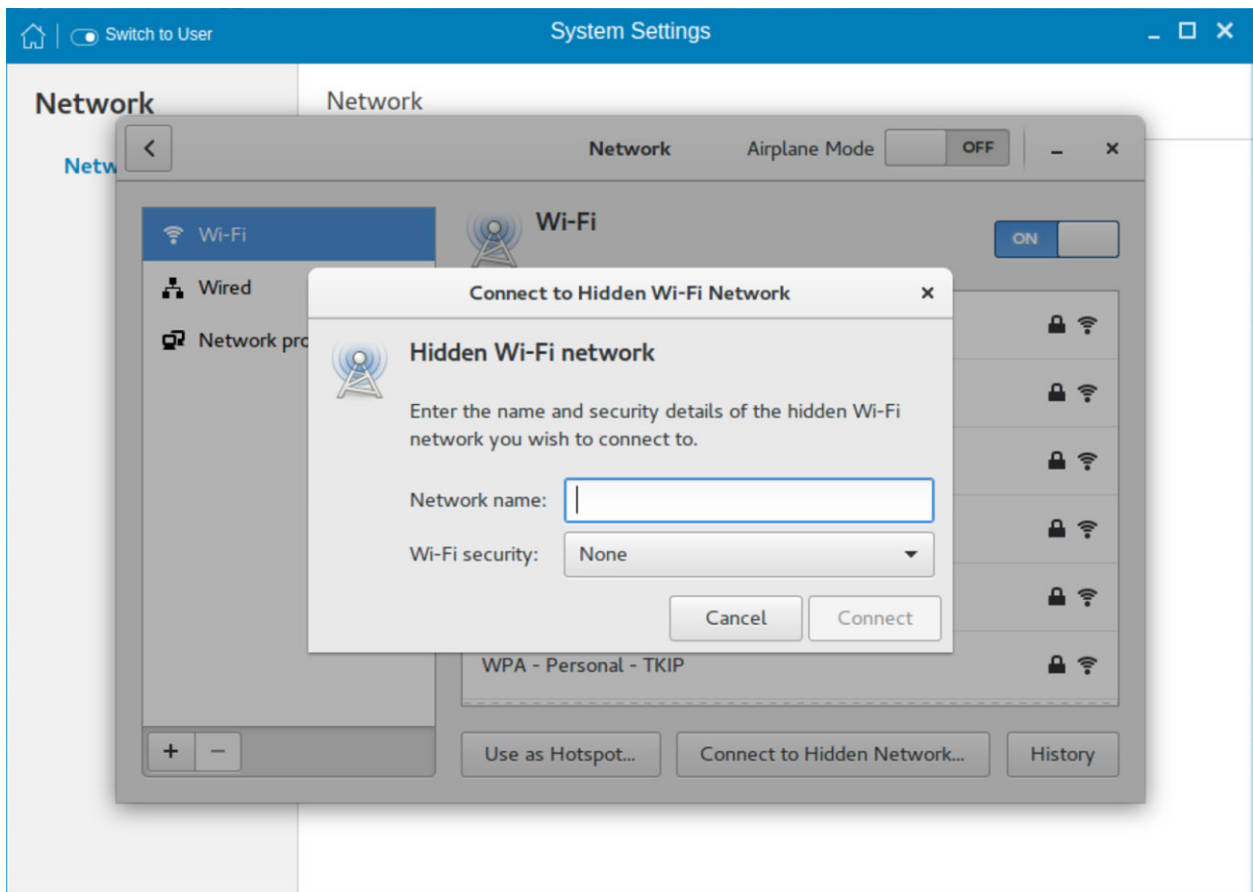 Switch to User
System Settings
Network
Network
Netw
Network
Airplane Mode
OFF
Wi-Fi
Wired
Network pro
Wi-Fi
ON
Connect to Hidden Wi-Fi Network
Hidden Wi-Fi network
Enter the name and security details of the hidden Wi-Fi
network you wish to connect to.
Network name:
Wi-Fi security:
None
Cancel
Connect
WPA - Personal - TKIP
Use as Hotspot...
Connect to Hidden Network...
History